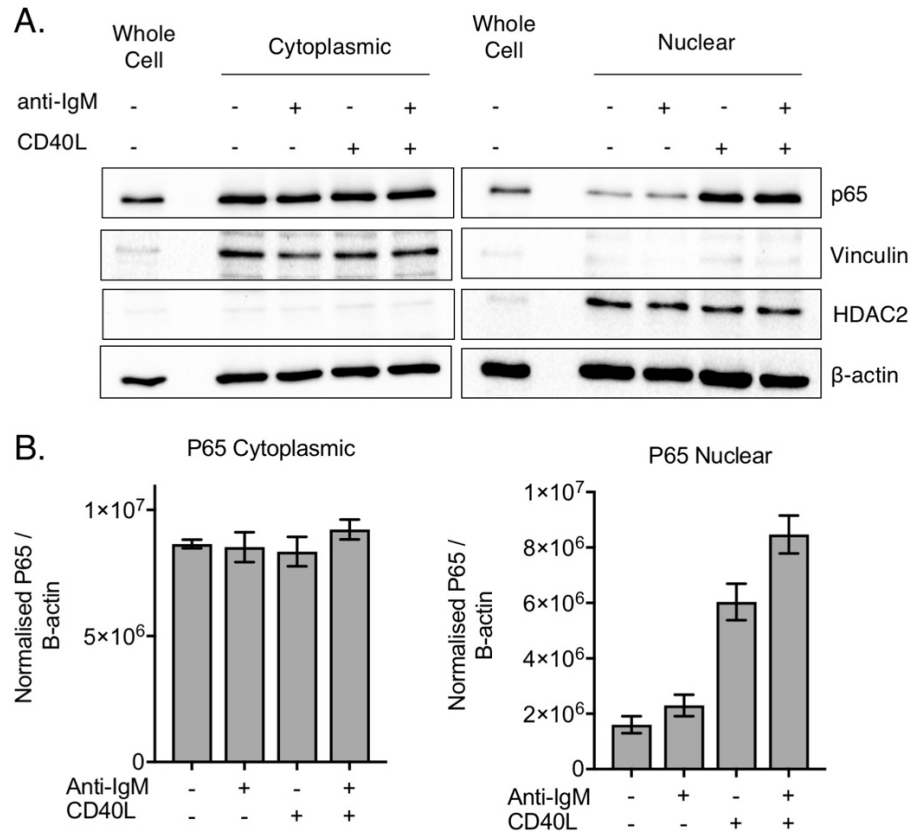 A.
Whole Cell Cytoplasmic Whole Cell Nuclear
anti-IgM - - + - + - - + - +
CD40L - - - + + - - - + +
p65
Vinculin
HDAC2
β-actin
B.
P65 Cytoplasmic
Normalised P65 /
B-actin
1×10⁷
5×10⁶
0
Anti-IgM - + - +
CD40L - - + +
P65 Nuclear
Normalised P65 /
B-actin
1×10⁷
8×10⁶
6×10⁶
4×10⁶
2×10⁶
0
Anti-IgM - + - +
CD40L - - + +